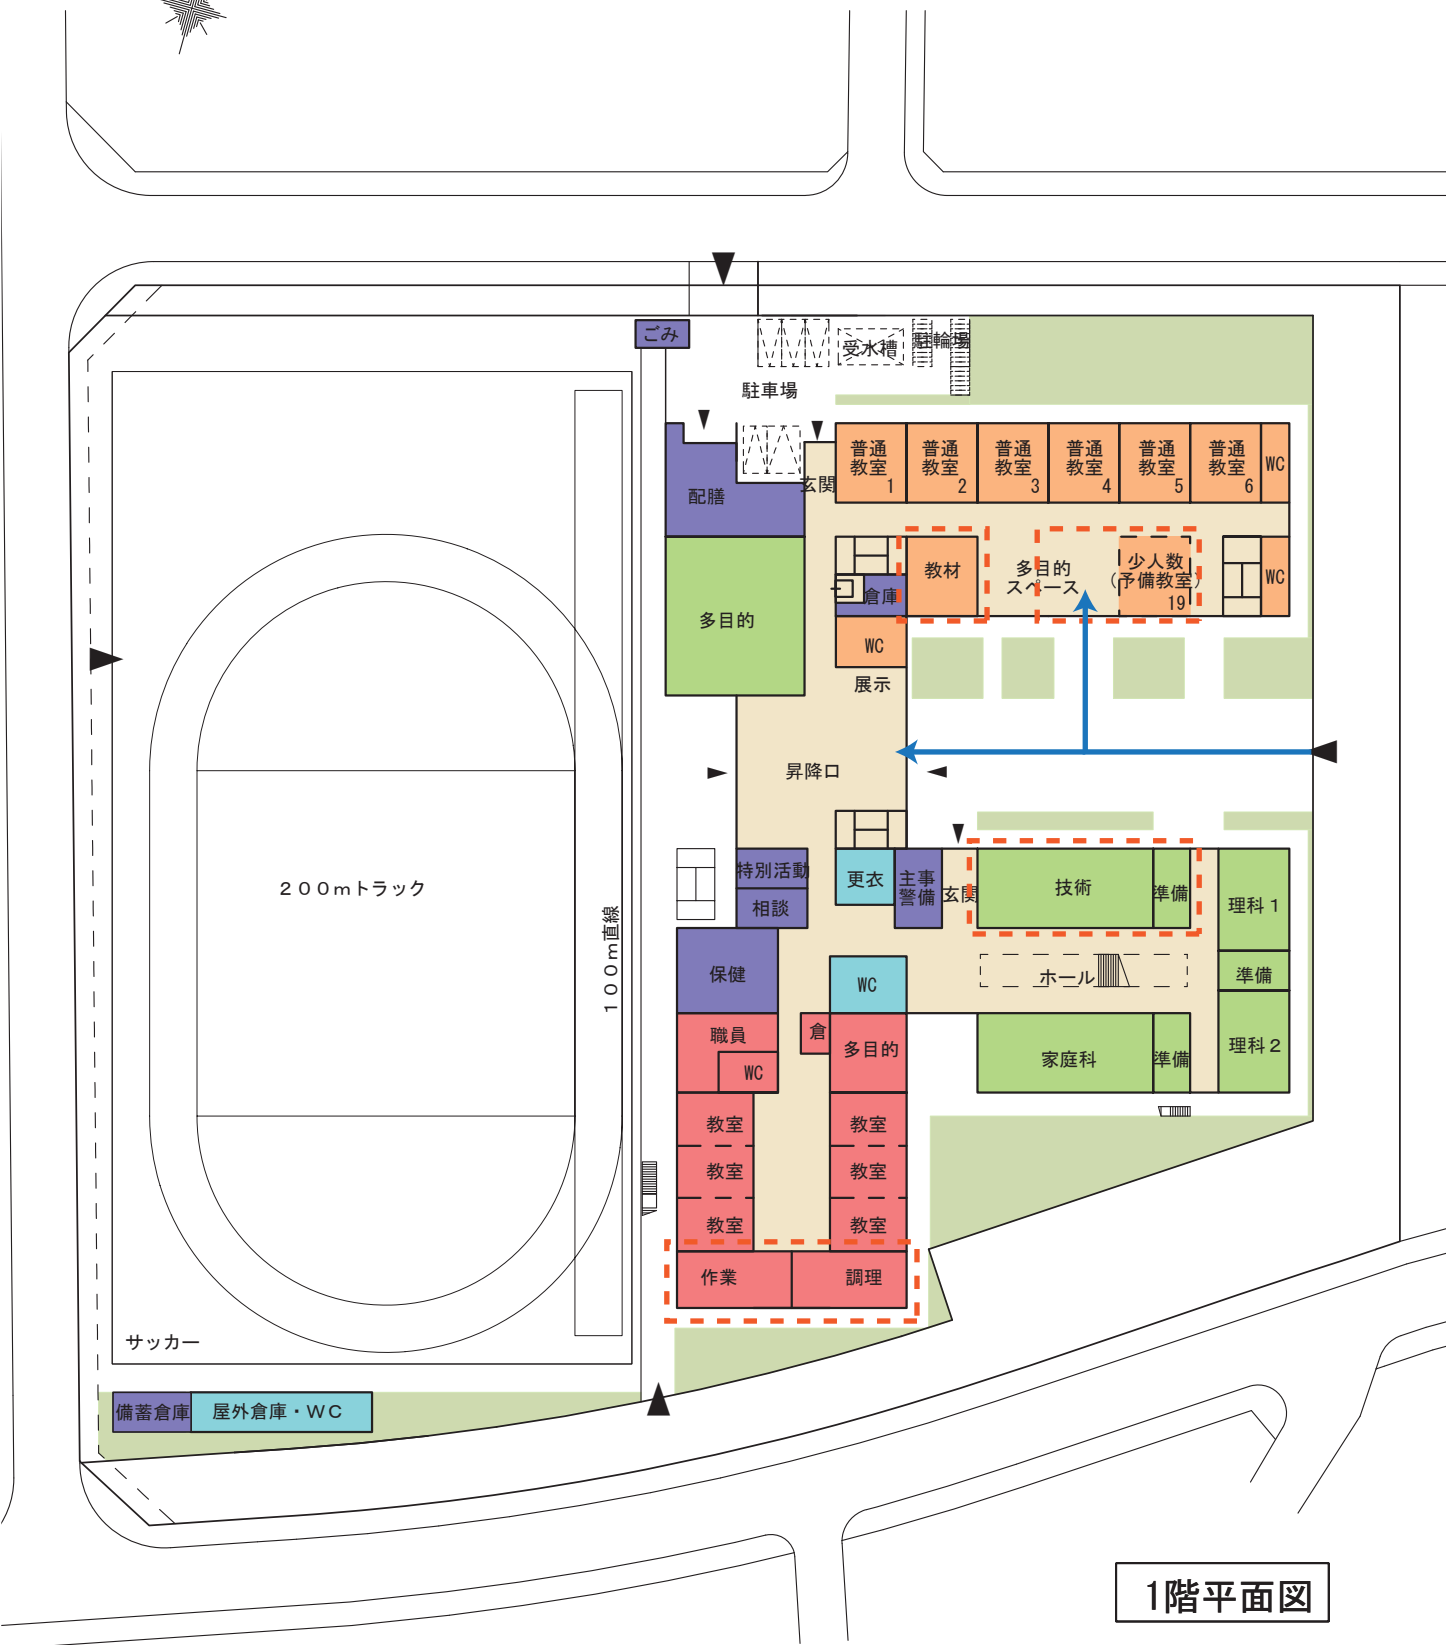 ごみ
受水槽
駐輪場
駐車場
普通
教室
1
普通
教室
2
普通
教室
3
普通
教室
4
普通
教室
5
普通
教室
6
WC
玄関
配膳
教材
多目的
スペース
少人数
(予備教室)
19
WC
倉庫
多目的
WC
展示
昇降口
特別活動
相談
更衣
主事
警備
玄関
技術
準備
理科1
200mトラック
100m直線
保健
WC
ホール
準備
職員
WC
倉
多目的
家庭科
準備
理科2
教室
教室
教室
教室
教室
教室
作業
調理
サッカー
備蓄倉庫
屋外倉庫・WC
1階平面図